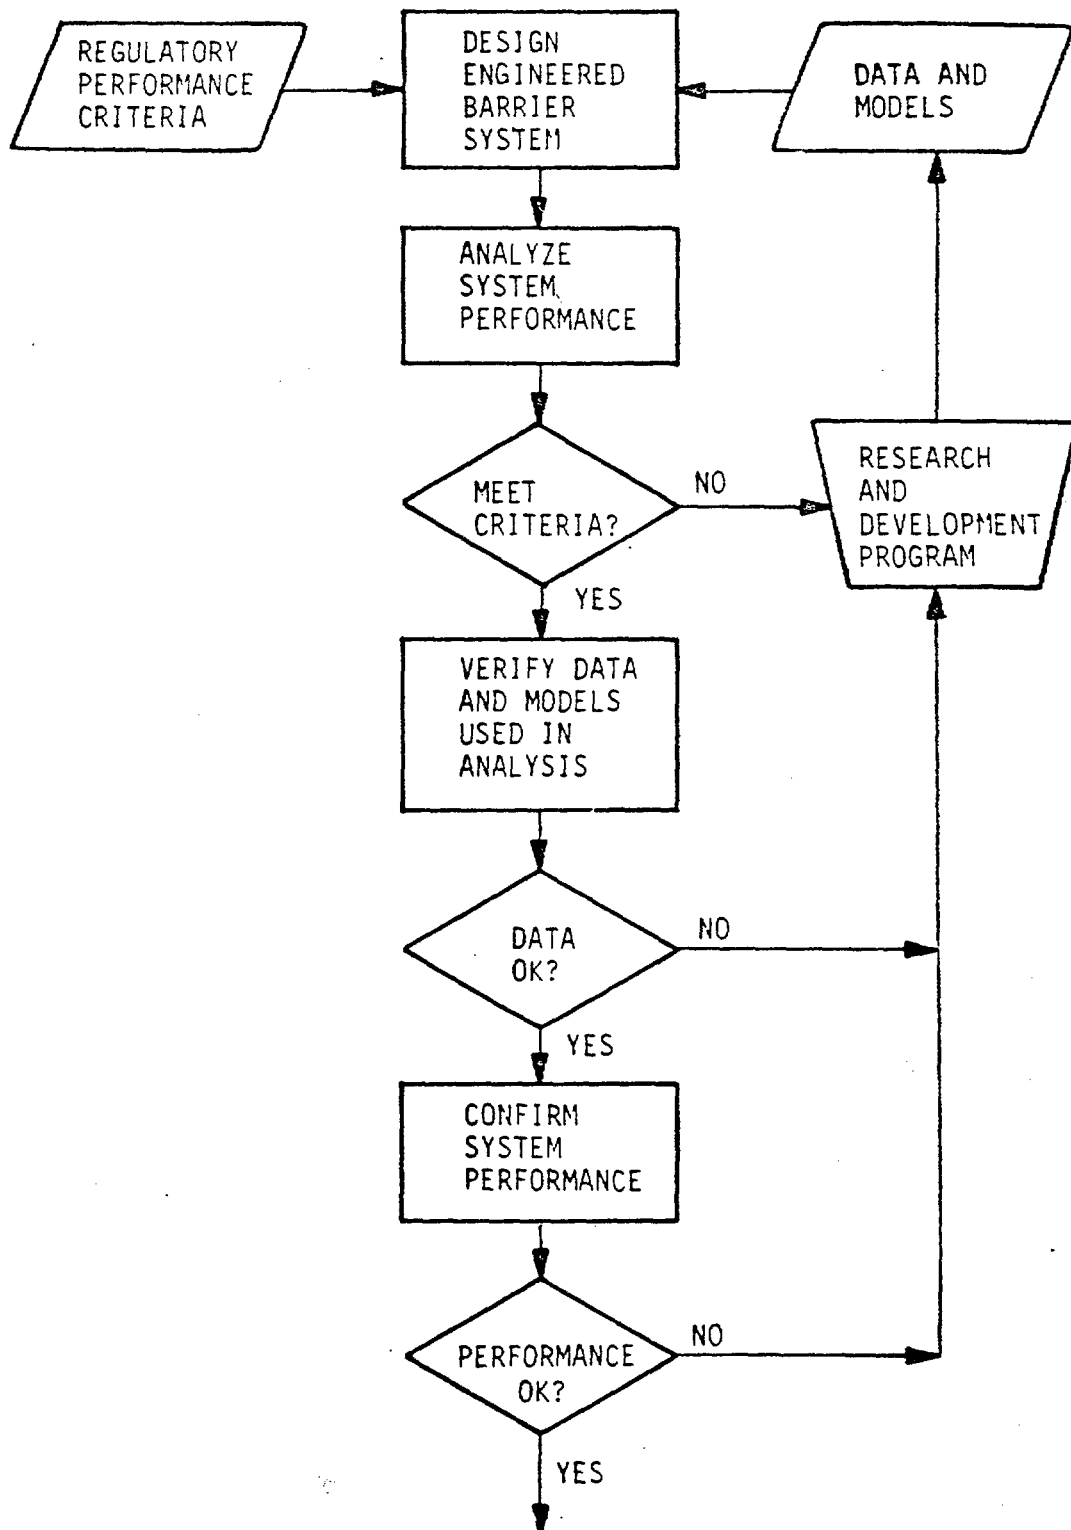 REGULATORY
PERFORMANCE
CRITERIA
DESIGN
ENGINEERED
BARRIER
SYSTEM
DATA AND
MODELS
ANALYZE
SYSTEM
PERFORMANCE
MEET
CRITERIA?
NO
RESEARCH
AND
DEVELOPMENT
PROGRAM
YES
VERIFY DATA
AND MODELS
USED IN
ANALYSIS
DATA
OK?
NO
YES
CONFIRM
SYSTEM
PERFORMANCE
PERFORMANCE
OK?
NO
YES